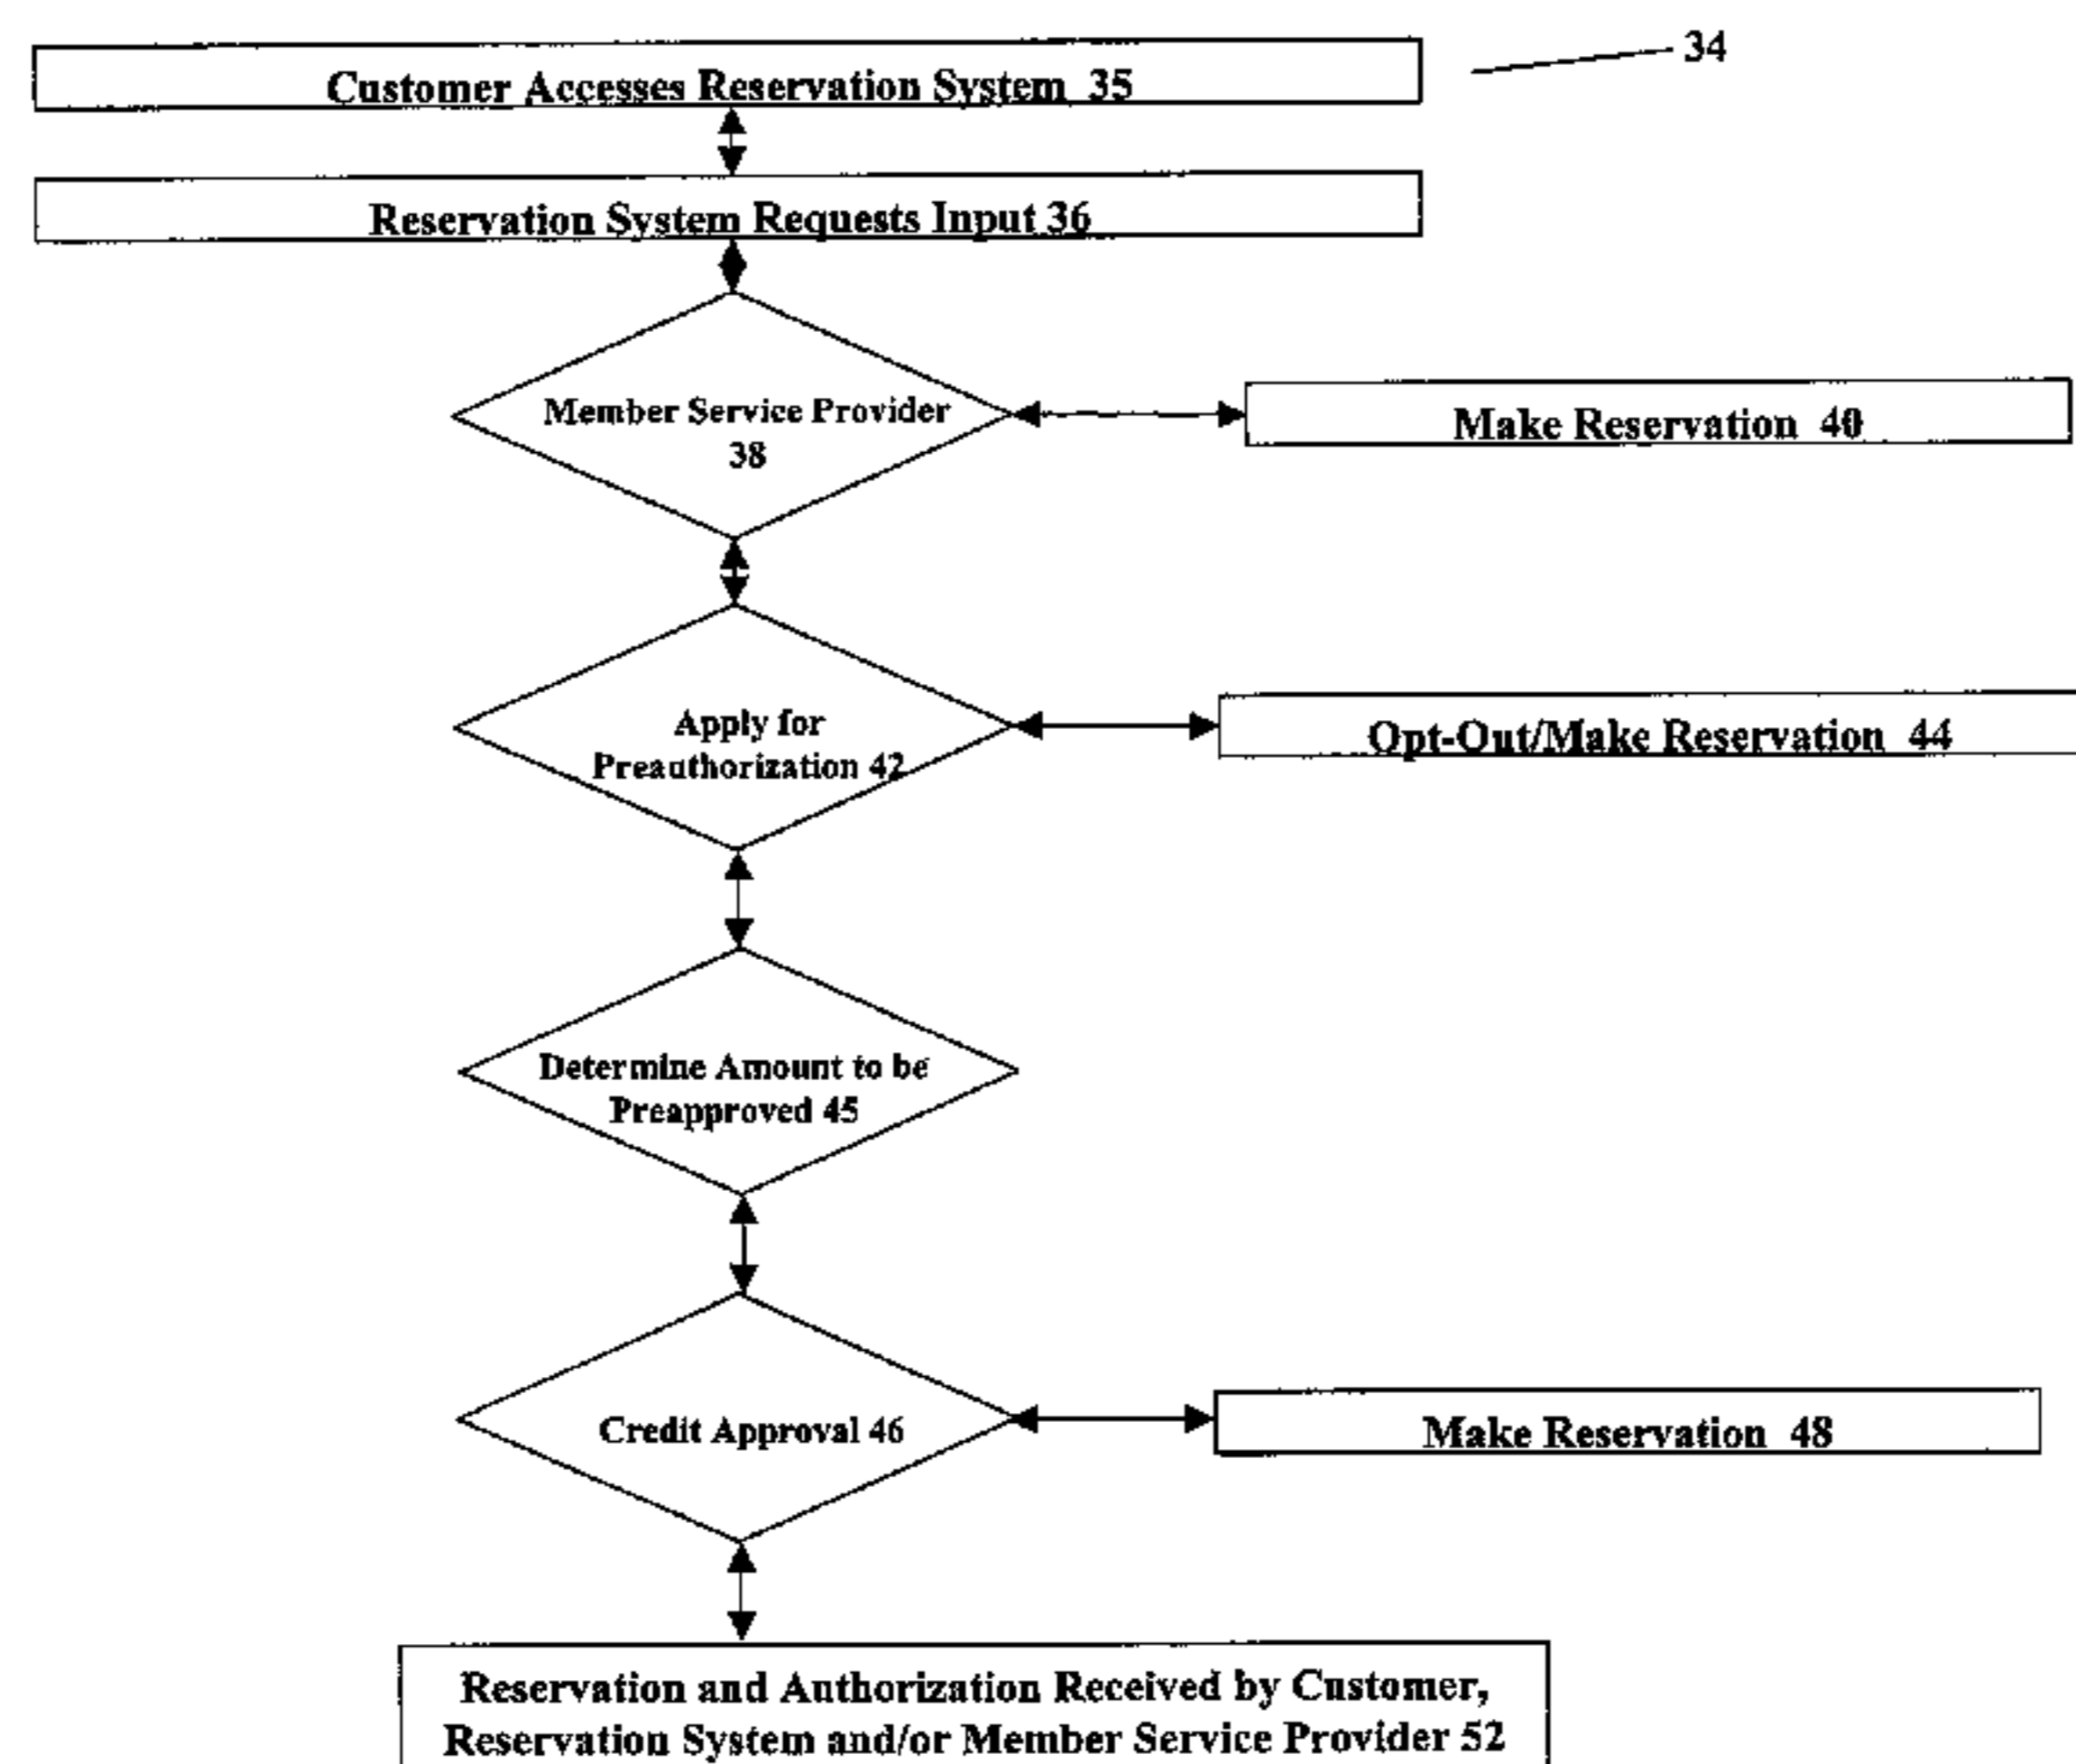 34
Customer Accesses Reservation System 35
Reservation System Requests Input 36
Member Service Provider
38
Make Reservation 40
Apply for
Preauthorization 42
Opt-Out/Make Reservation 44
Determine Amount to be
Preapproved 45
Credit Approval 46
Make Reservation 48
Reservation and Authorization Received by Customer,
Reservation System and/or Member Service Provider 52